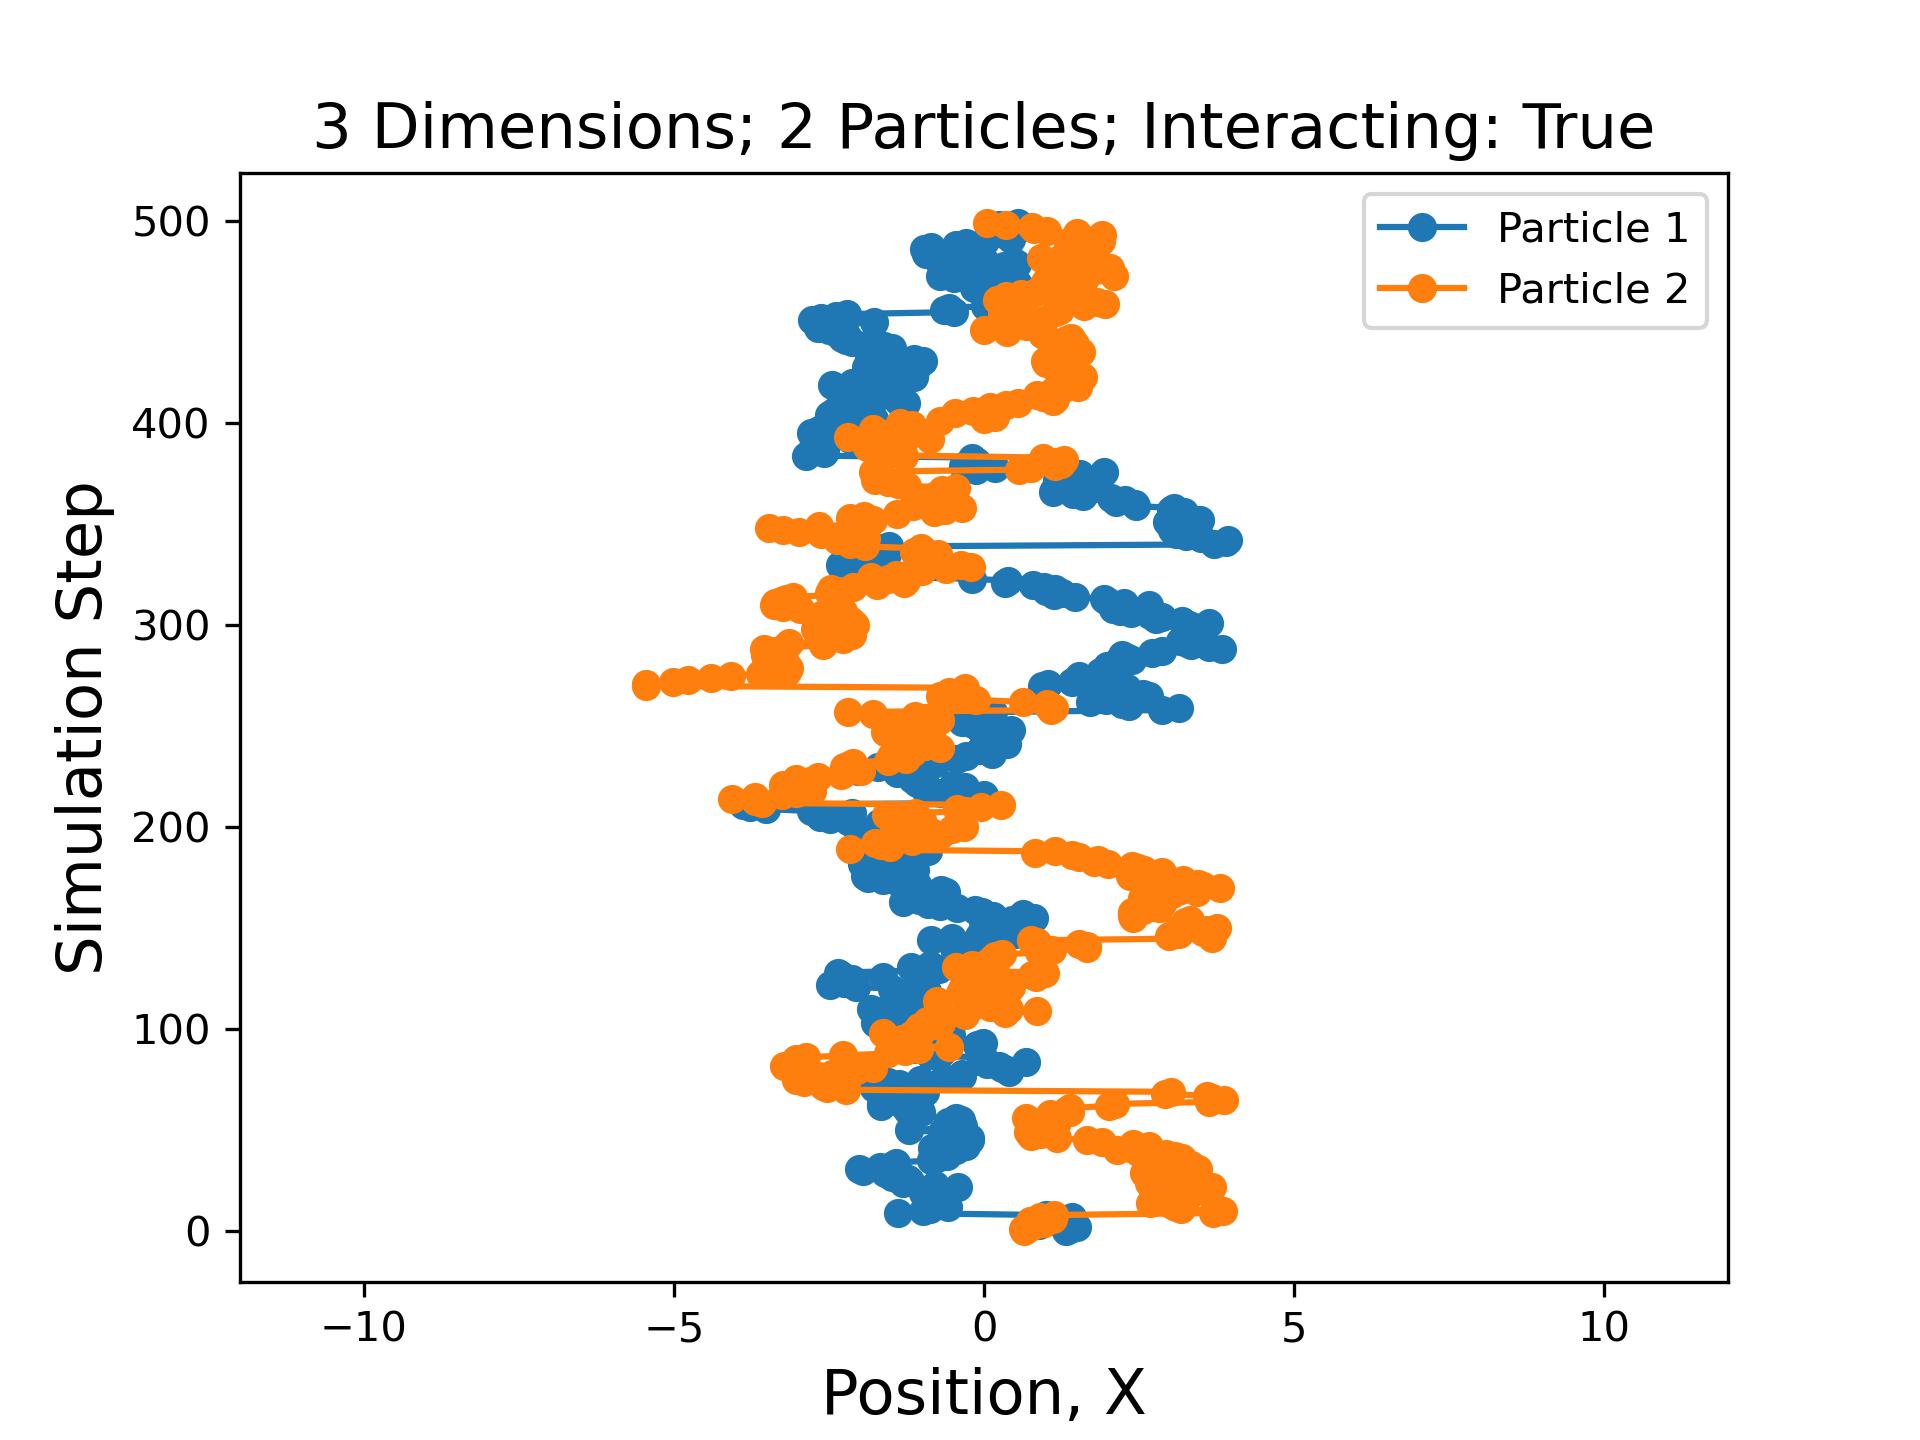 3 Dimensions; 2 Particles; Interacting: True
Particle 1
Particle 2
500
400
300
200
100
0
Simulation Step
−10
−5
0
5
10
Position, X